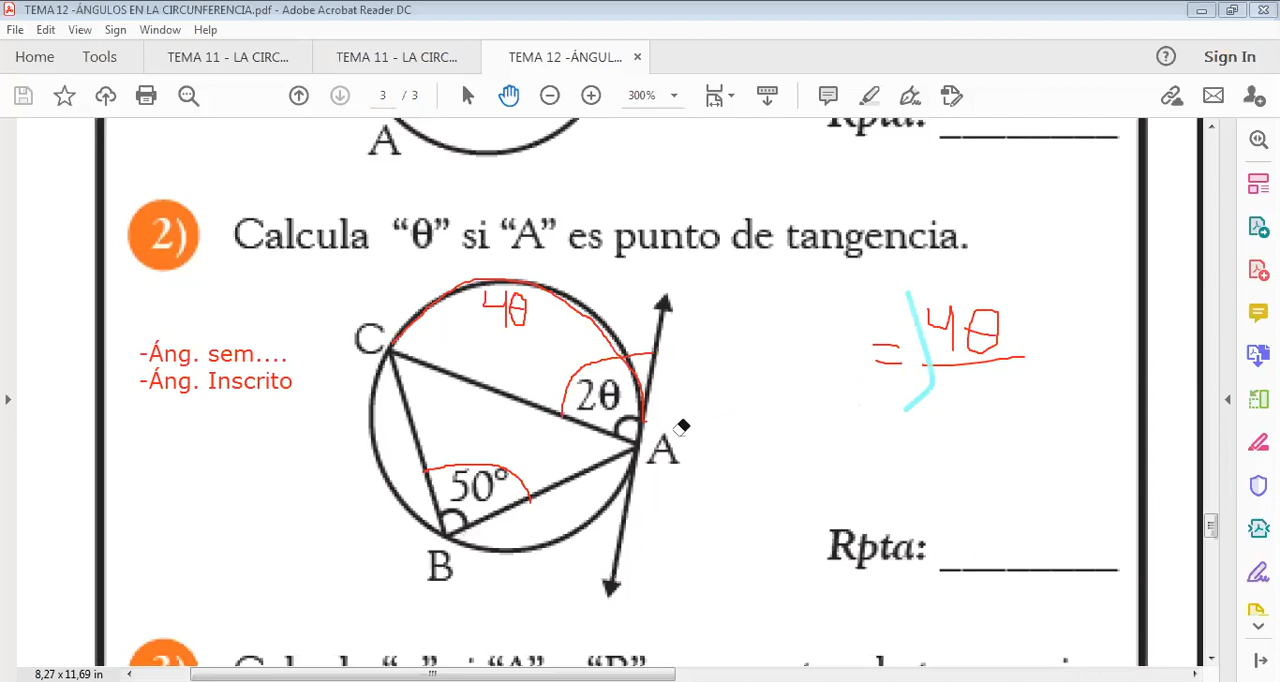 TEMA 12 -ÁNGULOS EN LA CIRCUNFERENCIA.pdf - Adobe Acrobat Reader DC
File Edit View Sign Window Help
Home Tools TEMA 11 - LA CIRC... TEMA 11 - LA CIRC... TEMA 12 -ÁNGUL... × Sign In
3 / 3 300%
A
Rpta:
2) Calcula “θ” si “A” es punto de tangencia.
4θ
C
= 4θ
-Áng. sem....
-Áng. Inscrito
2θ
A
50°
Rpta:
B
8,27 x 11,69 in